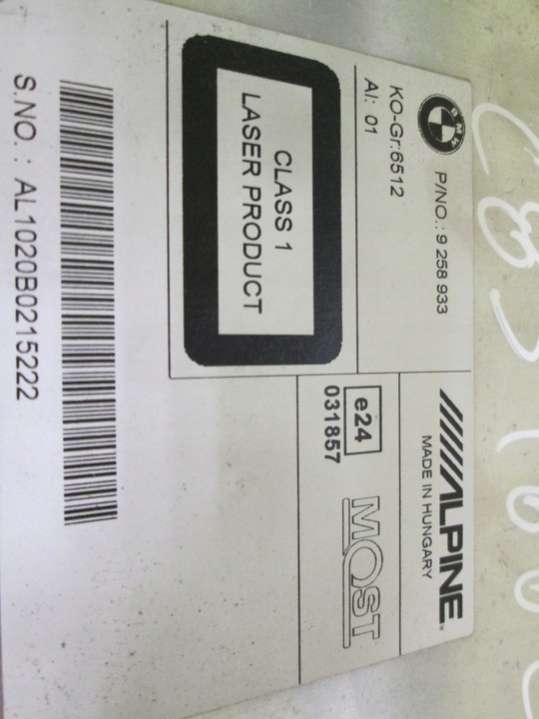 BMW
P/NO.: 9 258 933
KO-Gr:6512
AI: 01
CLASS 1
LASER PRODUCT
S.NO. : AL1020B0215222
ALPINE
MADE IN HUNGARY
e24
031857
MOST